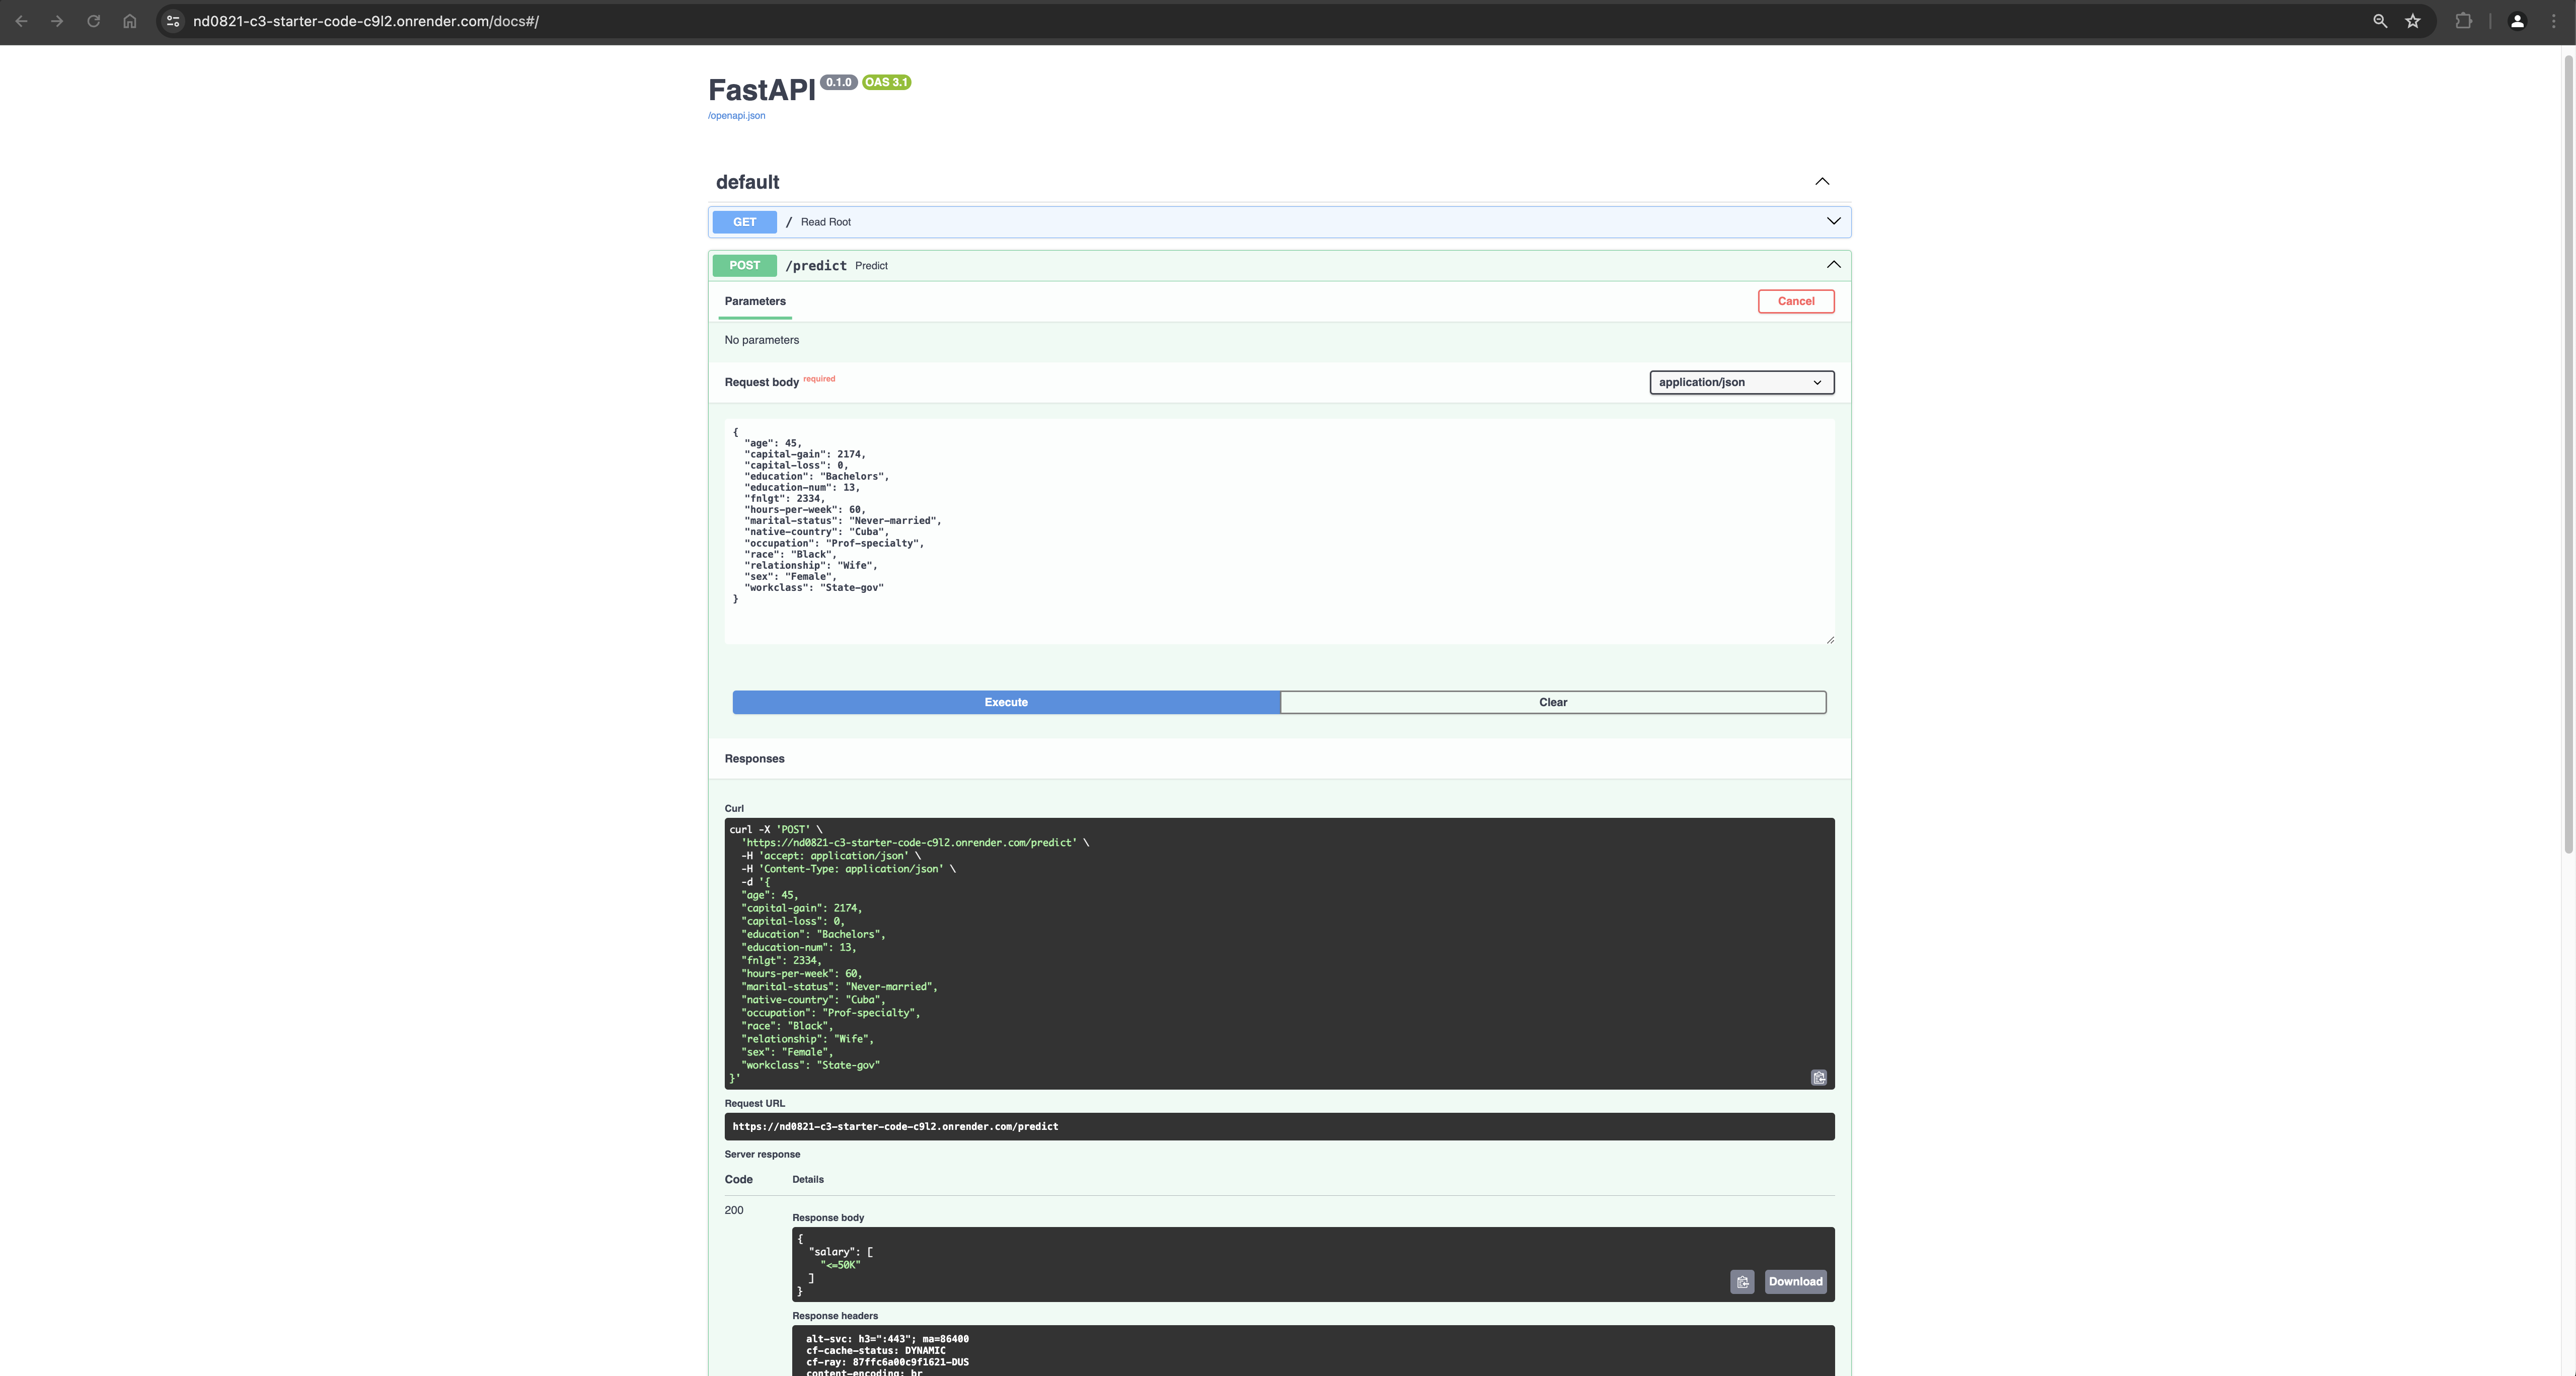 nd0821-c3-starter-code-c9l2.onrender.com/docs#/
FastAPI 0.1.0 OAS 3.1
/openapi.json
default
GET / Read Root
POST /predict Predict
Parameters
Cancel
No parameters
Request body required
application/json
{
  "age": 45,
  "capital-gain": 2174,
  "capital-loss": 0,
  "education": "Bachelors",
  "education-num": 13,
  "fnlgt": 2334,
  "hours-per-week": 60,
  "marital-status": "Never-married",
  "native-country": "Cuba",
  "occupation": "Prof-specialty",
  "race": "Black",
  "relationship": "Wife",
  "sex": "Female",
  "workclass": "State-gov"
}
Execute
Clear
Responses
Curl
curl -X 'POST' \
  'https://nd0821-c3-starter-code-c9l2.onrender.com/predict' \
  -H 'accept: application/json' \
  -H 'Content-Type: application/json' \
  -d '{
  "age": 45,
  "capital-gain": 2174,
  "capital-loss": 0,
  "education": "Bachelors",
  "education-num": 13,
  "fnlgt": 2334,
  "hours-per-week": 60,
  "marital-status": "Never-married",
  "native-country": "Cuba",
  "occupation": "Prof-specialty",
  "race": "Black",
  "relationship": "Wife",
  "sex": "Female",
  "workclass": "State-gov"
}'
Request URL
https://nd0821-c3-starter-code-c9l2.onrender.com/predict
Server response
Code Details
200
Response body
{
  "salary": [
    "<=50K"
  ]
}
Download
Response headers
alt-svc: h3=":443"; ma=86400
cf-cache-status: DYNAMIC
cf-ray: 87ffc6a00c9f1621-DUS
content-encoding: br